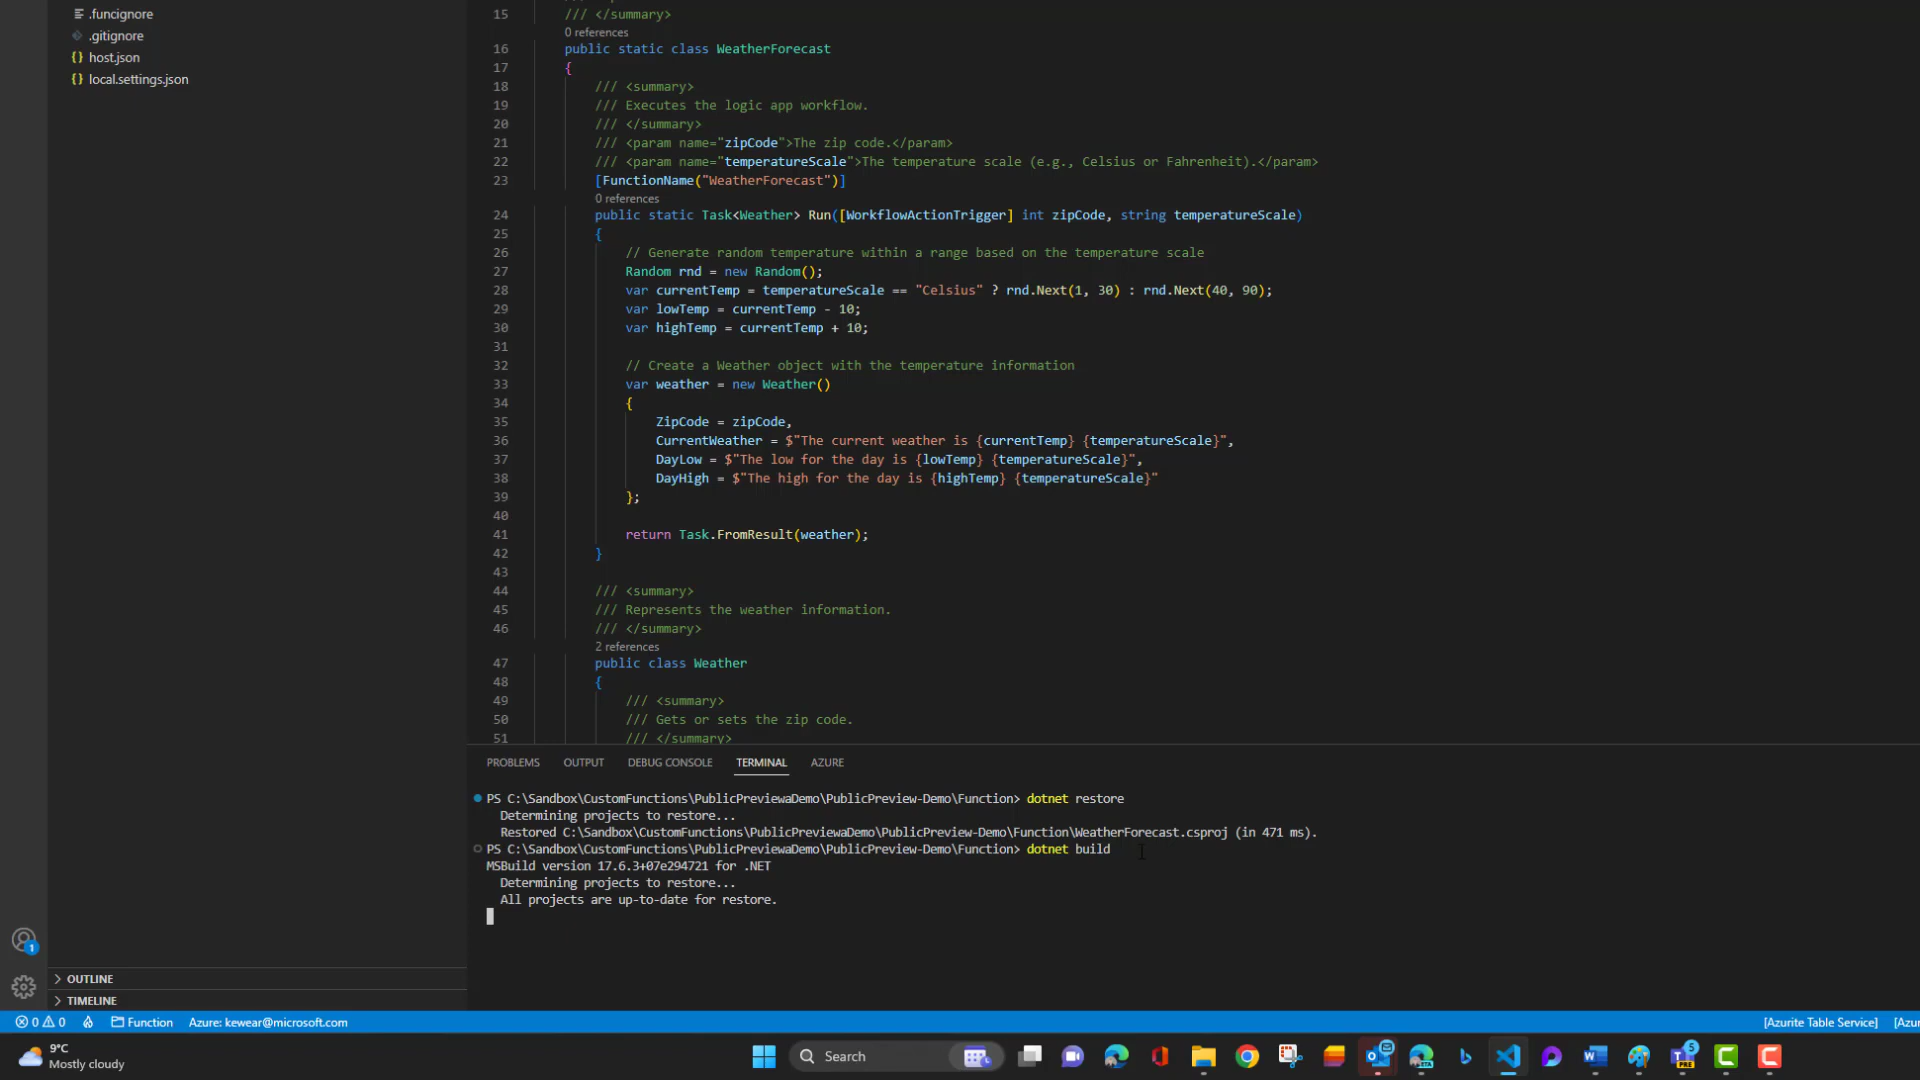 .funcignore
.gitignore
{} host.json
{} local.settings.json
15 /// </summary>
0 references
16 public static class WeatherForecast
17 {
18 /// <summary>
19 /// Executes the logic app workflow.
20 /// </summary>
21 /// <param name="zipCode">The zip code.</param>
22 /// <param name="temperatureScale">The temperature scale (e.g., Celsius or Fahrenheit).</param>
23 [FunctionName("WeatherForecast")]
0 references
24 public static Task<Weather> Run([WorkflowActionTrigger] int zipCode, string temperatureScale)
25 {
26 // Generate random temperature within a range based on the temperature scale
27 Random rnd = new Random();
28 var currentTemp = temperatureScale == "Celsius" ? rnd.Next(1, 30) : rnd.Next(40, 90);
29 var lowTemp = currentTemp - 10;
30 var highTemp = currentTemp + 10;
31
32 // Create a Weather object with the temperature information
33 var weather = new Weather()
34 {
35 ZipCode = zipCode,
36 CurrentWeather = $"The current weather is {currentTemp} {temperatureScale}",
37 DayLow = $"The low for the day is {lowTemp} {temperatureScale}",
38 DayHigh = $"The high for the day is {highTemp} {temperatureScale}"
39 };
40
41 return Task.FromResult(weather);
42 }
43
44 /// <summary>
45 /// Represents the weather information.
46 /// </summary>
2 references
47 public class Weather
48 {
49 /// <summary>
50 /// Gets or sets the zip code.
51 /// </summary>
PROBLEMS OUTPUT DEBUG CONSOLE TERMINAL AZURE
PS C:\Sandbox\CustomFunctions\PublicPreviewaDemo\PublicPreview-Demo\Function> dotnet restore
Determining projects to restore...
Restored C:\Sandbox\CustomFunctions\PublicPreviewaDemo\PublicPreview-Demo\Function\WeatherForecast.csproj (in 471 ms).
PS C:\Sandbox\CustomFunctions\PublicPreviewaDemo\PublicPreview-Demo\Function> dotnet build
MSBuild version 17.6.3+07e294721 for .NET
Determining projects to restore...
All projects are up-to-date for restore.
1
OUTLINE
TIMELINE
0 0 Function Azure: kewear@microsoft.com [Azurite Table Service] [Azur
9°C
Mostly cloudy
Search
BETA
5
PRE